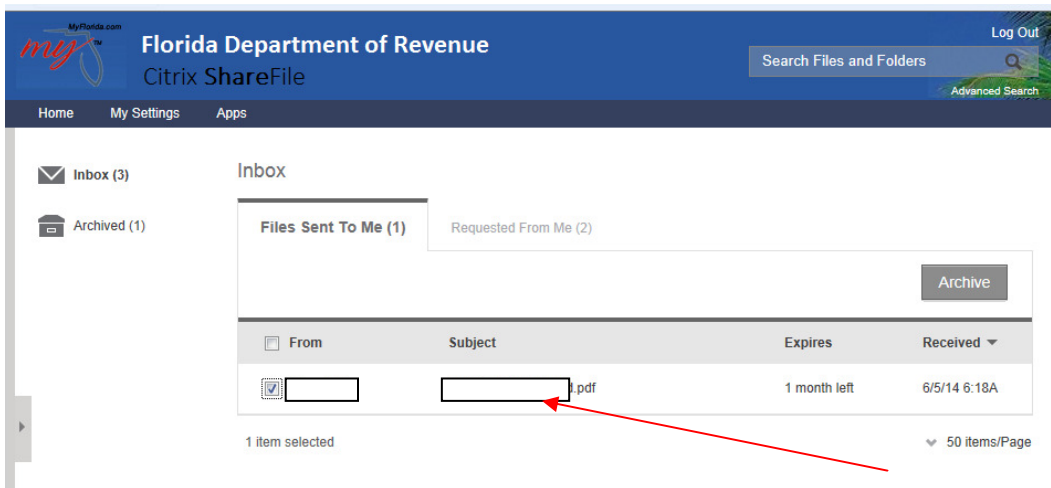 MyFlorida.com
my
TM
Florida Department of Revenue
Citrix ShareFile
Log Out
Search Files and Folders
Advanced Search
Home My Settings Apps
Inbox (3)
Archived (1)
Inbox
Files Sent To Me (1) Requested From Me (2)
Archive
From Subject Expires Received
.pdf 1 month left 6/5/14 6:18A
1 item selected 50 items/Page